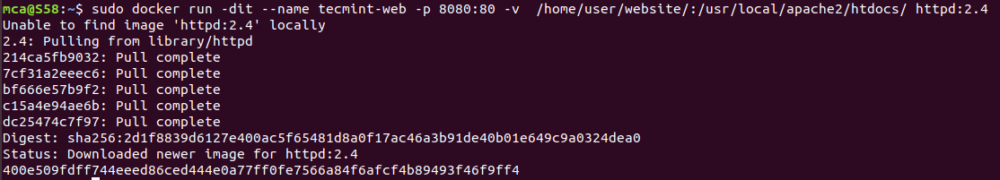 mca@S58:~$ sudo docker run -dit --name tecmint-web -p 8080:80 -v  /home/user/website/:/usr/local/apache2/htdocs/ httpd:2.4
Unable to find image 'httpd:2.4' locally
2.4: Pulling from library/httpd
214ca5fb9032: Pull complete
7cf31a2eeec6: Pull complete
bf666e57b9f2: Pull complete
c15a4e94ae6b: Pull complete
dc25474c7f97: Pull complete
Digest: sha256:2d1f8839d6127e400ac5f65481d8a0f17ac46a3b91de40b01e649c9a0324dea0
Status: Downloaded newer image for httpd:2.4
400e509fdff744eeed86ced444e0a77ff0fe7566a84f6afcf4b89493f46f9ff4